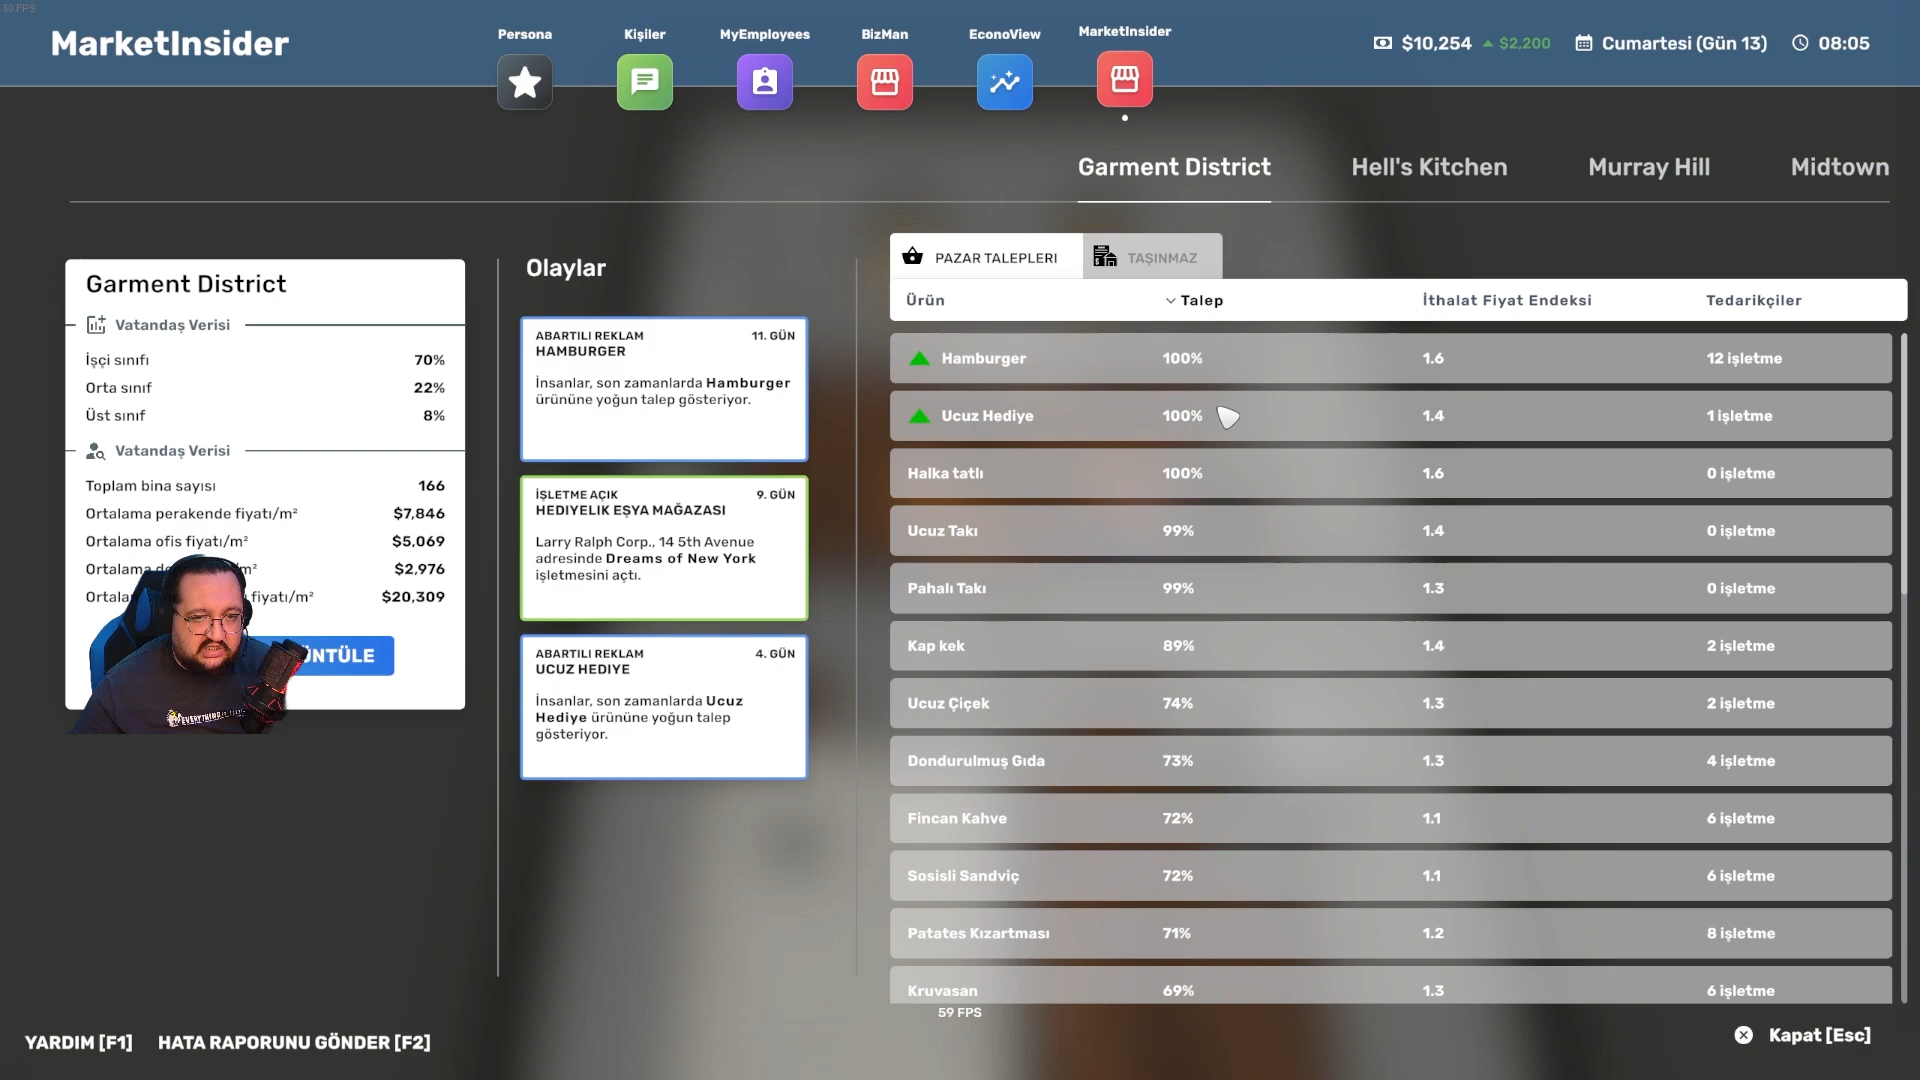 60 FPS
MarketInsider
Persona
Kişiler
MyEmployees
BizMan
EconoView
MarketInsider
$10,254 $2,200 Cumartesi (Gün 13) 08:05
Garment District Hell's Kitchen Murray Hill Midtown
Garment District
Vatandaş Verisi
İşçi sınıfı 70%
Orta sınıf 22%
Üst sınıf 8%
Vatandaş Verisi
Toplam bina sayısı 166
Ortalama perakende fiyatı/m² $7,846
Ortalama ofis fiyatı/m² $5,069
Ortalama m² $2,976
fiyatı/m² $20,309
Olaylar
ABARTILI REKLAM 11. GÜN
HAMBURGER
İnsanlar, son zamanlarda Hamburger
ürününe yoğun talep gösteriyor.
İŞLETME AÇIK 9. GÜN
HEDIYELIK EŞYA MAĞAZASI
Larry Ralph Corp., 14 5th Avenue
adresinde Dreams of New York
işletmesini açtı.
ABARTILI REKLAM 4. GÜN
UCUZ HEDIYE
İnsanlar, son zamanlarda Ucuz
Hediye ürününe yoğun talep
gösteriyor.
PAZAR TALEPLERI TAŞINMAZ
Ürün Talep İthalat Fiyat Endeksi Tedarikçiler
Hamburger 100% 1.6 12 işletme
Ucuz Hediye 100% 1.4 1 işletme
Halka tatlı 100% 1.6 0 işletme
Ucuz Takı 99% 1.4 0 işletme
Pahalı Takı 99% 1.3 0 işletme
Kap kek 89% 1.4 2 işletme
Ucuz Çiçek 74% 1.3 2 işletme
Dondurulmuş Gıda 73% 1.3 4 işletme
Fincan Kahve 72% 1.1 6 işletme
Sosisli Sandviç 72% 1.1 6 işletme
Patates Kızartması 71% 1.2 8 işletme
Kruvasan 69% 1.3 6 işletme
59 FPS
YARDIM [F1] HATA RAPORUNU GÖNDER [F2]
Kapat [Esc]